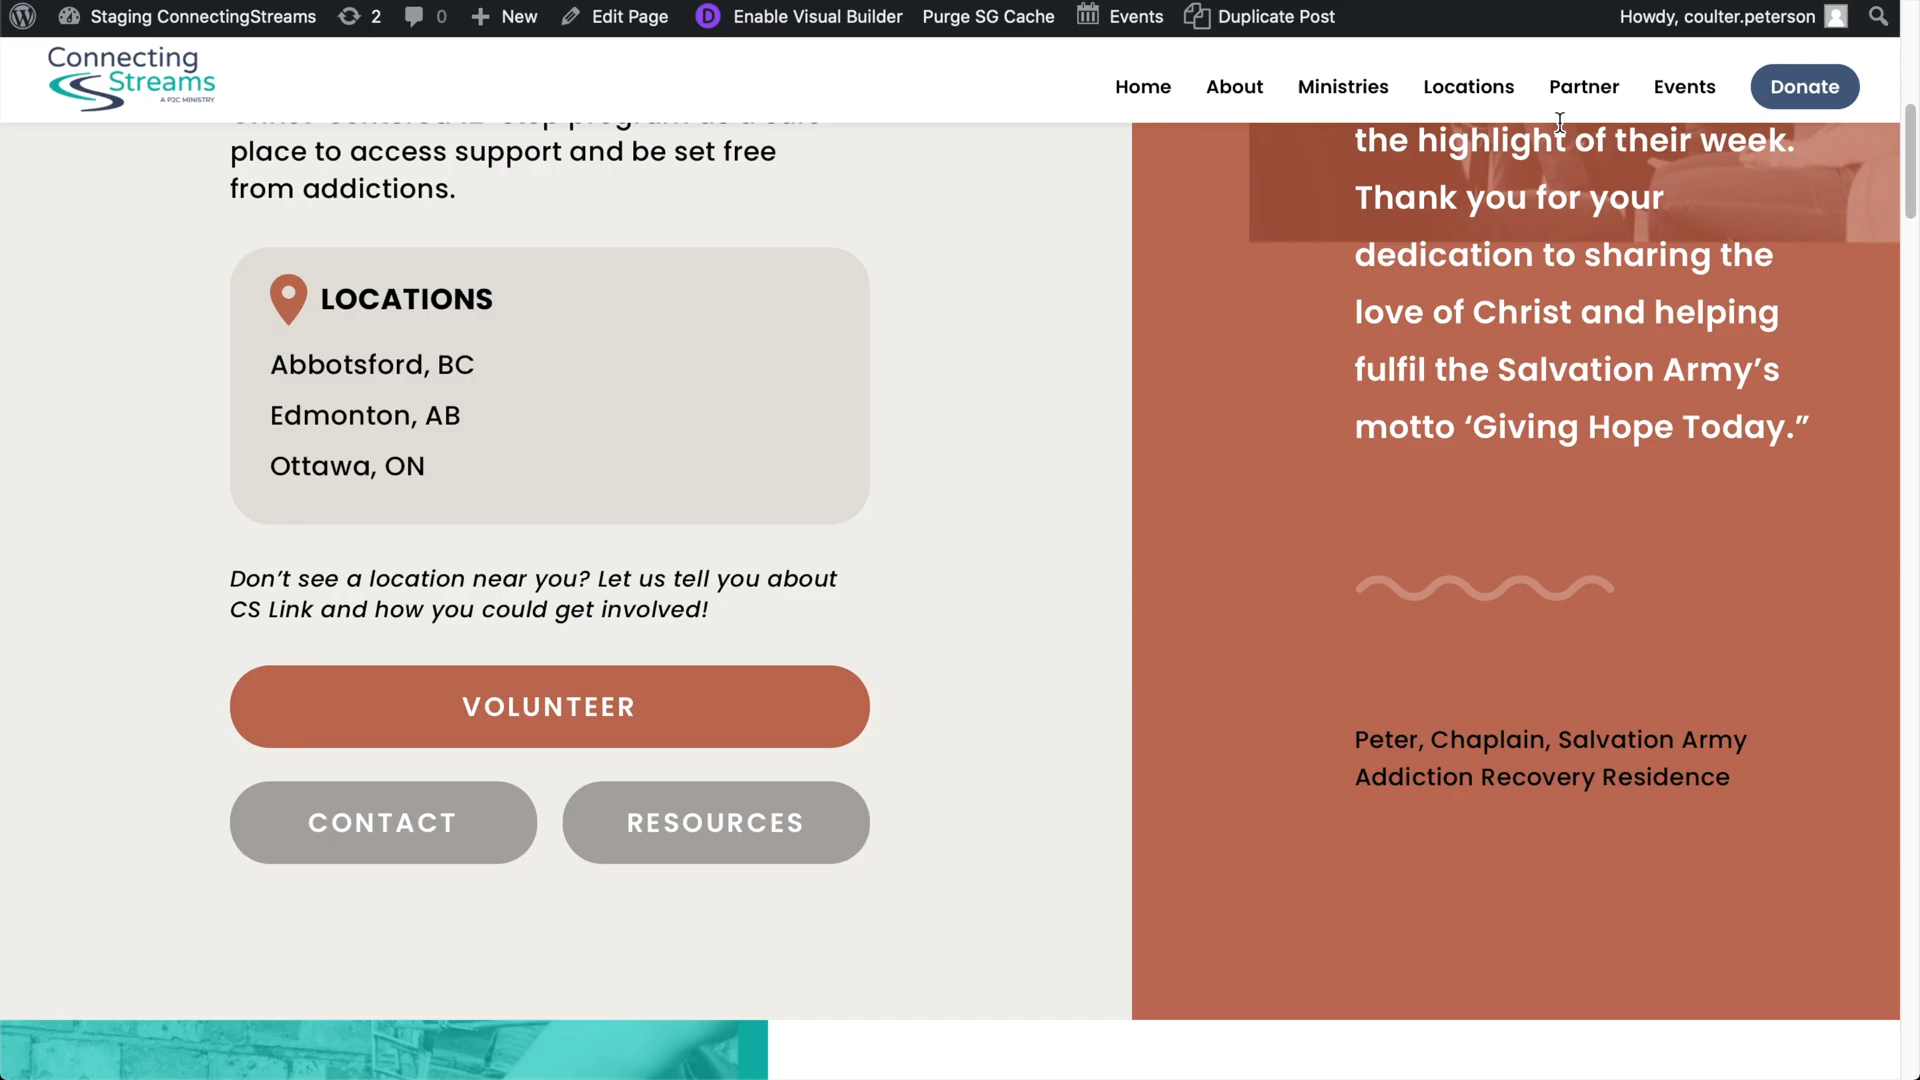 Staging ConnectingStreams 2 0 New Edit Page D Enable Visual Builder Purge SG Cache Events Duplicate Post Howdy, coulter.peterson
Connecting
Streams
A P2C MINISTRY
Home About Ministries Locations Partner Events Donate
place to access support and be set free
from addictions.
LOCATIONS
Abbotsford, BC
Edmonton, AB
Ottawa, ON
Don’t see a location near you? Let us tell you about
CS Link and how you could get involved!
VOLUNTEER
CONTACT RESOURCES
the highlight of their week.
Thank you for your
dedication to sharing the
love of Christ and helping
fulfil the Salvation Army’s
motto ‘Giving Hope Today.”
Peter, Chaplain, Salvation Army
Addiction Recovery Residence